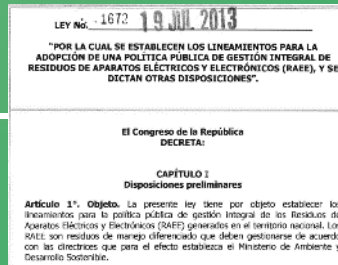 LEY No. 1672 19 JUL 2013
"POR LA CUAL SE ESTABLECEN LOS LINEAMIENTOS PARA LA
ADOPCIÓN DE UNA POLÍTICA PÚBLICA DE GESTIÓN INTEGRAL DE
RESIDUOS DE APARATOS ELÉCTRICOS Y ELECTRÓNICOS (RAEE), Y SE
DICTAN OTRAS DISPOSICIONES".
El Congreso de la República
DECRETA:
CAPÍTULO I
Disposiciones preliminares
Artículo 1°. Objeto. La presente ley tiene por objeto establecer los
lineamientos para la política pública de gestión integral de los Residuos de
Aparatos Eléctricos y Electrónicos (RAEE) generados en el territorio nacional. Los
RAEE son residuos de manejo diferenciado que deben gestionarse de acuerdo
con las directrices que para el efecto establezca el Ministerio de Ambiente y
Desarrollo Sostenible.